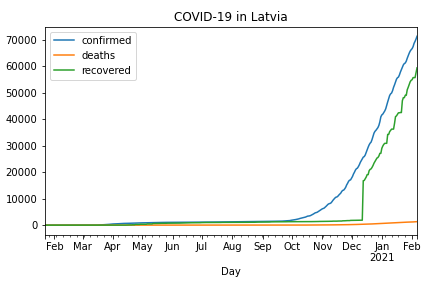 COVID-19 in Latvia
confirmed
deaths
recovered
70000
60000
50000
40000
30000
20000
10000
0
Feb Mar Apr May Jun Jul Aug Sep Oct Nov Dec Jan Feb
2021
Day